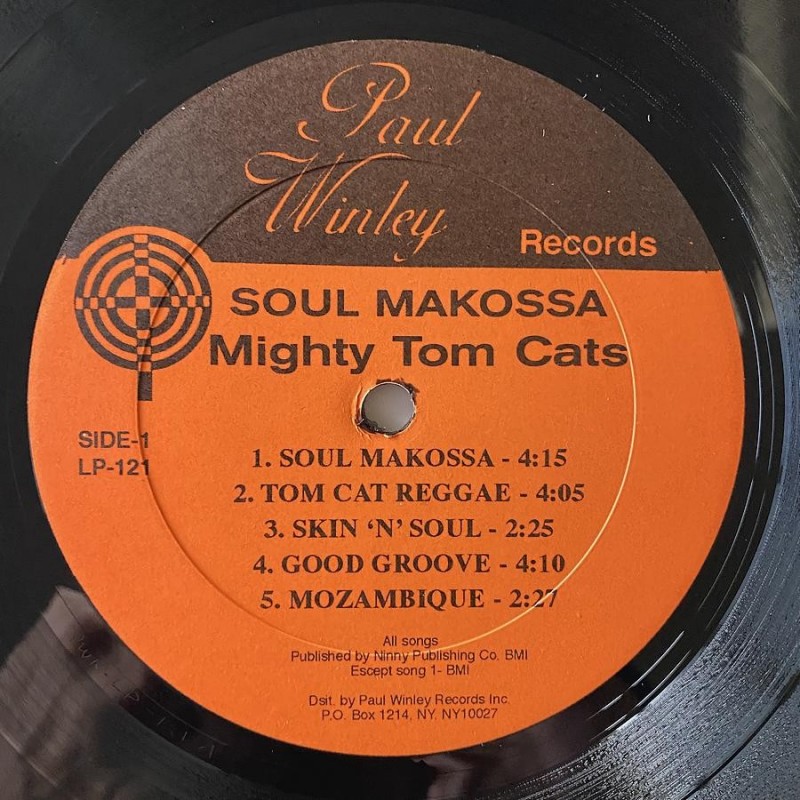 Paul
Winley
Records
SOUL MAKOSSA
Mighty Tom Cats
SIDE-1
LP-121
1. SOUL MAKOSSA - 4:15
2. TOM CAT REGGAE - 4:05
3. SKIN ‘N’ SOUL - 2:25
4. GOOD GROOVE - 4:10
5. MOZAMBIQUE - 2:27
All songs
Published by Ninny Publishing Co. BMI
Escept song 1- BMI
Dsit. by Paul Winley Records Inc.
P.O. Box 1214, NY. NY10027